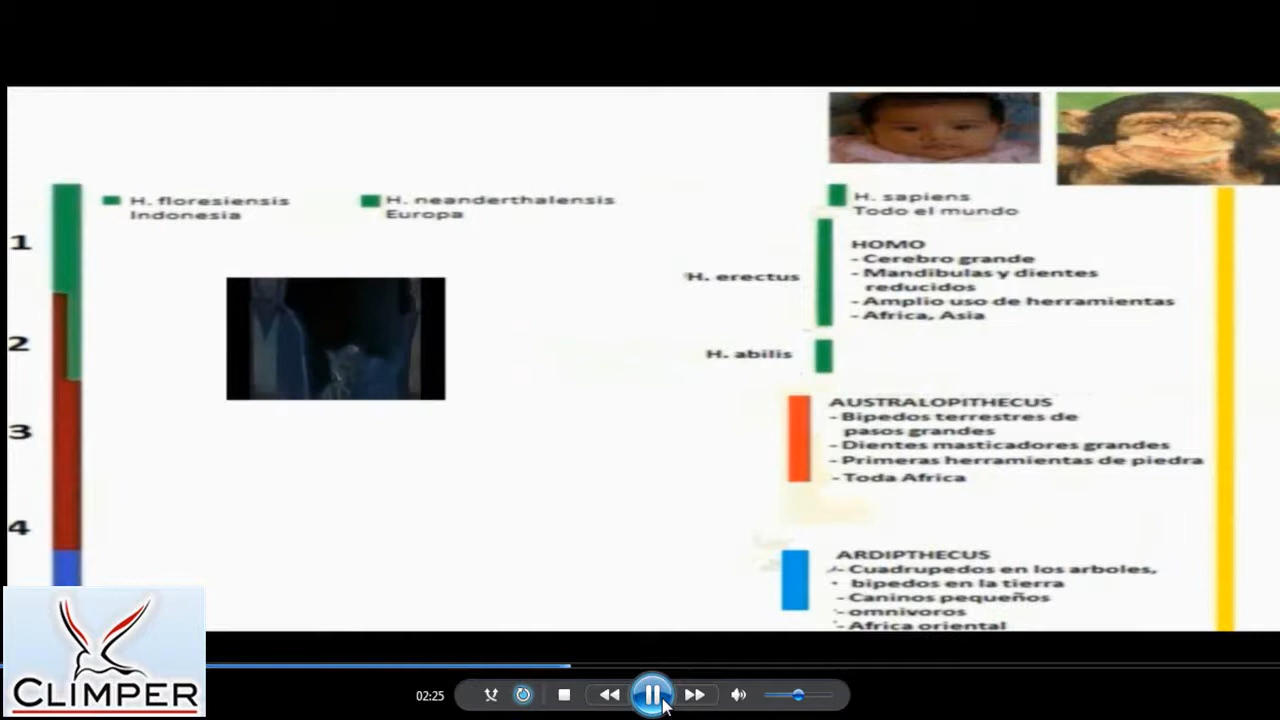 H. floresiensis
Indonesia
H. neanderthalensis
Europa
H. sapiens
Todo el mundo
1
HOMO
- Cerebro grande
- Mandibulas y dientes
reducidos
- Amplio uso de herramientas
- Africa, Asia
H. erectus
2
H. abilis
3
AUSTRALOPITHECUS
- Bipedos terrestres de
pasos grandes
- Dientes masticadores grandes
- Primeras herramientas de piedra
- Toda Africa
4
ARDIPTHECUS
- Cuadrupedos en los arboles,
bipedos en la tierra
- Caninos pequeños
- omnivoros
- Africa oriental
CLIMPER
02:25